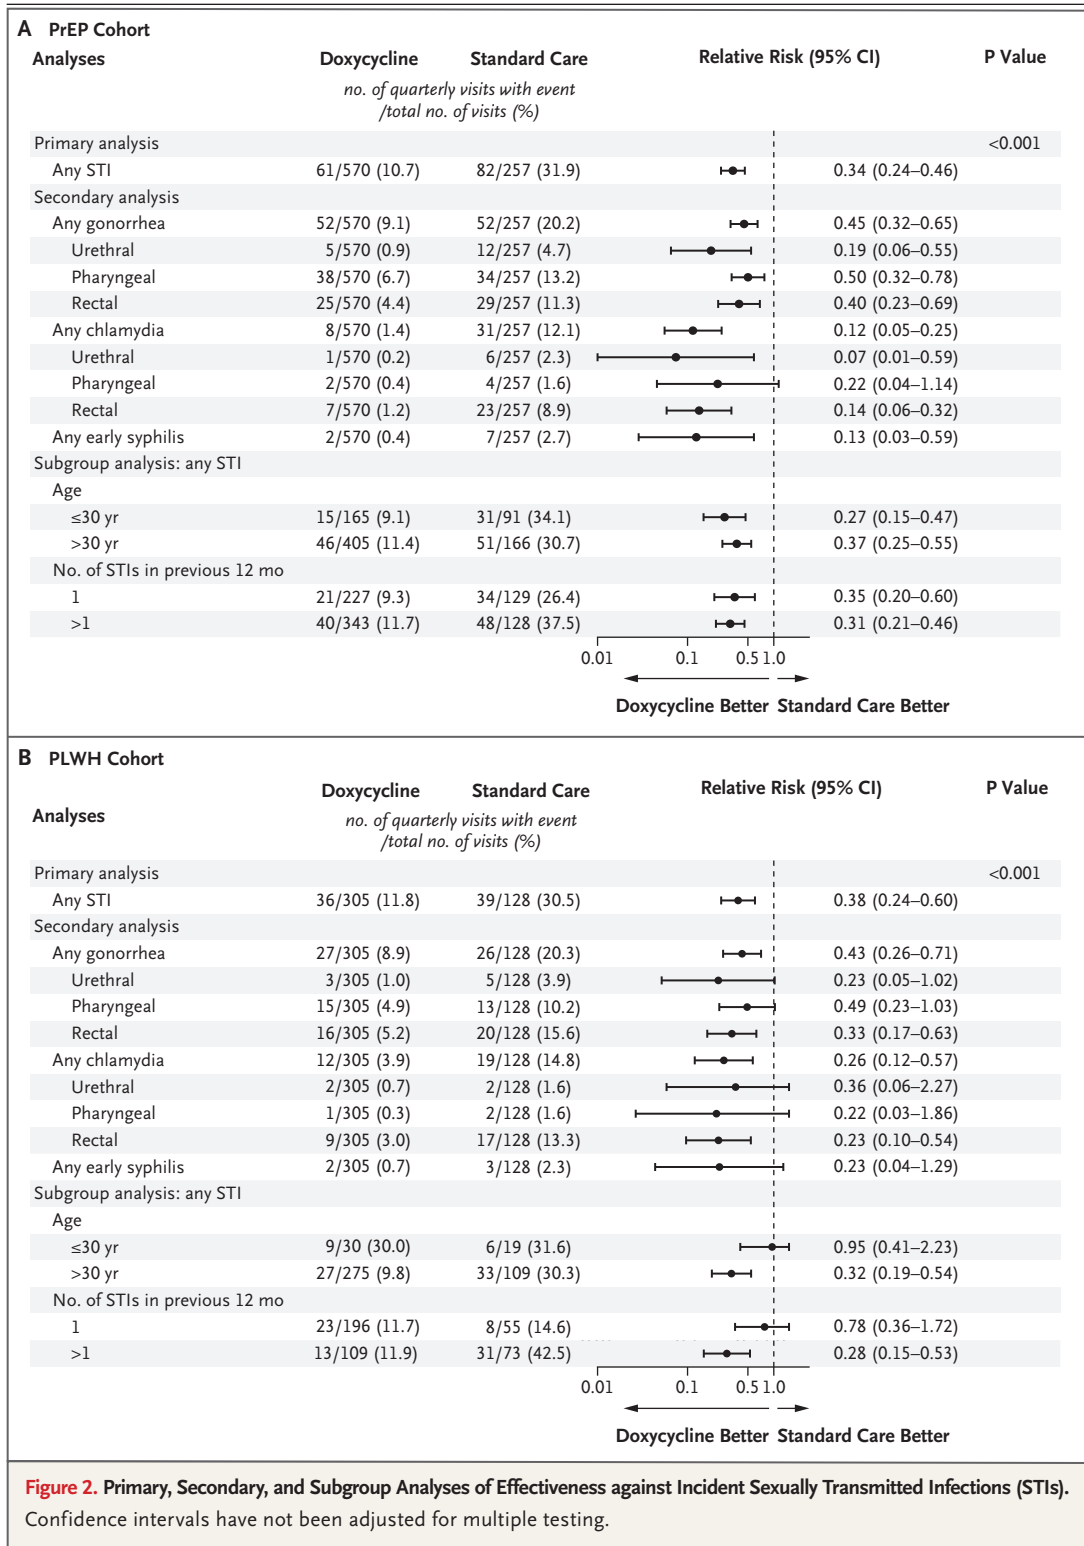 A PrEP Cohort
Analyses Doxycycline Standard Care Relative Risk (95% CI) P Value
no. of quarterly visits with event
/total no. of visits (%)
Primary analysis <0.001
Any STI 61/570 (10.7) 82/257 (31.9) 0.34 (0.24–0.46)
Secondary analysis
Any gonorrhea 52/570 (9.1) 52/257 (20.2) 0.45 (0.32–0.65)
Urethral 5/570 (0.9) 12/257 (4.7) 0.19 (0.06–0.55)
Pharyngeal 38/570 (6.7) 34/257 (13.2) 0.50 (0.32–0.78)
Rectal 25/570 (4.4) 29/257 (11.3) 0.40 (0.23–0.69)
Any chlamydia 8/570 (1.4) 31/257 (12.1) 0.12 (0.05–0.25)
Urethral 1/570 (0.2) 6/257 (2.3) 0.07 (0.01–0.59)
Pharyngeal 2/570 (0.4) 4/257 (1.6) 0.22 (0.04–1.14)
Rectal 7/570 (1.2) 23/257 (8.9) 0.14 (0.06–0.32)
Any early syphilis 2/570 (0.4) 7/257 (2.7) 0.13 (0.03–0.59)
Subgroup analysis: any STI
Age
≤30 yr 15/165 (9.1) 31/91 (34.1) 0.27 (0.15–0.47)
>30 yr 46/405 (11.4) 51/166 (30.7) 0.37 (0.25–0.55)
No. of STIs in previous 12 mo
1 21/227 (9.3) 34/129 (26.4) 0.35 (0.20–0.60)
>1 40/343 (11.7) 48/128 (37.5) 0.31 (0.21–0.46)
0.01 0.1 0.5 1.0
Doxycycline Better Standard Care Better
B PLWH Cohort
Doxycycline Standard Care Relative Risk (95% CI) P Value
Analyses
no. of quarterly visits with event
/total no. of visits (%)
Primary analysis <0.001
Any STI 36/305 (11.8) 39/128 (30.5) 0.38 (0.24–0.60)
Secondary analysis
Any gonorrhea 27/305 (8.9) 26/128 (20.3) 0.43 (0.26–0.71)
Urethral 3/305 (1.0) 5/128 (3.9) 0.23 (0.05–1.02)
Pharyngeal 15/305 (4.9) 13/128 (10.2) 0.49 (0.23–1.03)
Rectal 16/305 (5.2) 20/128 (15.6) 0.33 (0.17–0.63)
Any chlamydia 12/305 (3.9) 19/128 (14.8) 0.26 (0.12–0.57)
Urethral 2/305 (0.7) 2/128 (1.6) 0.36 (0.06–2.27)
Pharyngeal 1/305 (0.3) 2/128 (1.6) 0.22 (0.03–1.86)
Rectal 9/305 (3.0) 17/128 (13.3) 0.23 (0.10–0.54)
Any early syphilis 2/305 (0.7) 3/128 (2.3) 0.23 (0.04–1.29)
Subgroup analysis: any STI
Age
≤30 yr 9/30 (30.0) 6/19 (31.6) 0.95 (0.41–2.23)
>30 yr 27/275 (9.8) 33/109 (30.3) 0.32 (0.19–0.54)
No. of STIs in previous 12 mo
1 23/196 (11.7) 8/55 (14.6) 0.78 (0.36–1.72)
>1 13/109 (11.9) 31/73 (42.5) 0.28 (0.15–0.53)
0.01 0.1 0.5 1.0
Doxycycline Better Standard Care Better
Figure 2. Primary, Secondary, and Subgroup Analyses of Effectiveness against Incident Sexually Transmitted Infections (STIs).
Confidence intervals have not been adjusted for multiple testing.